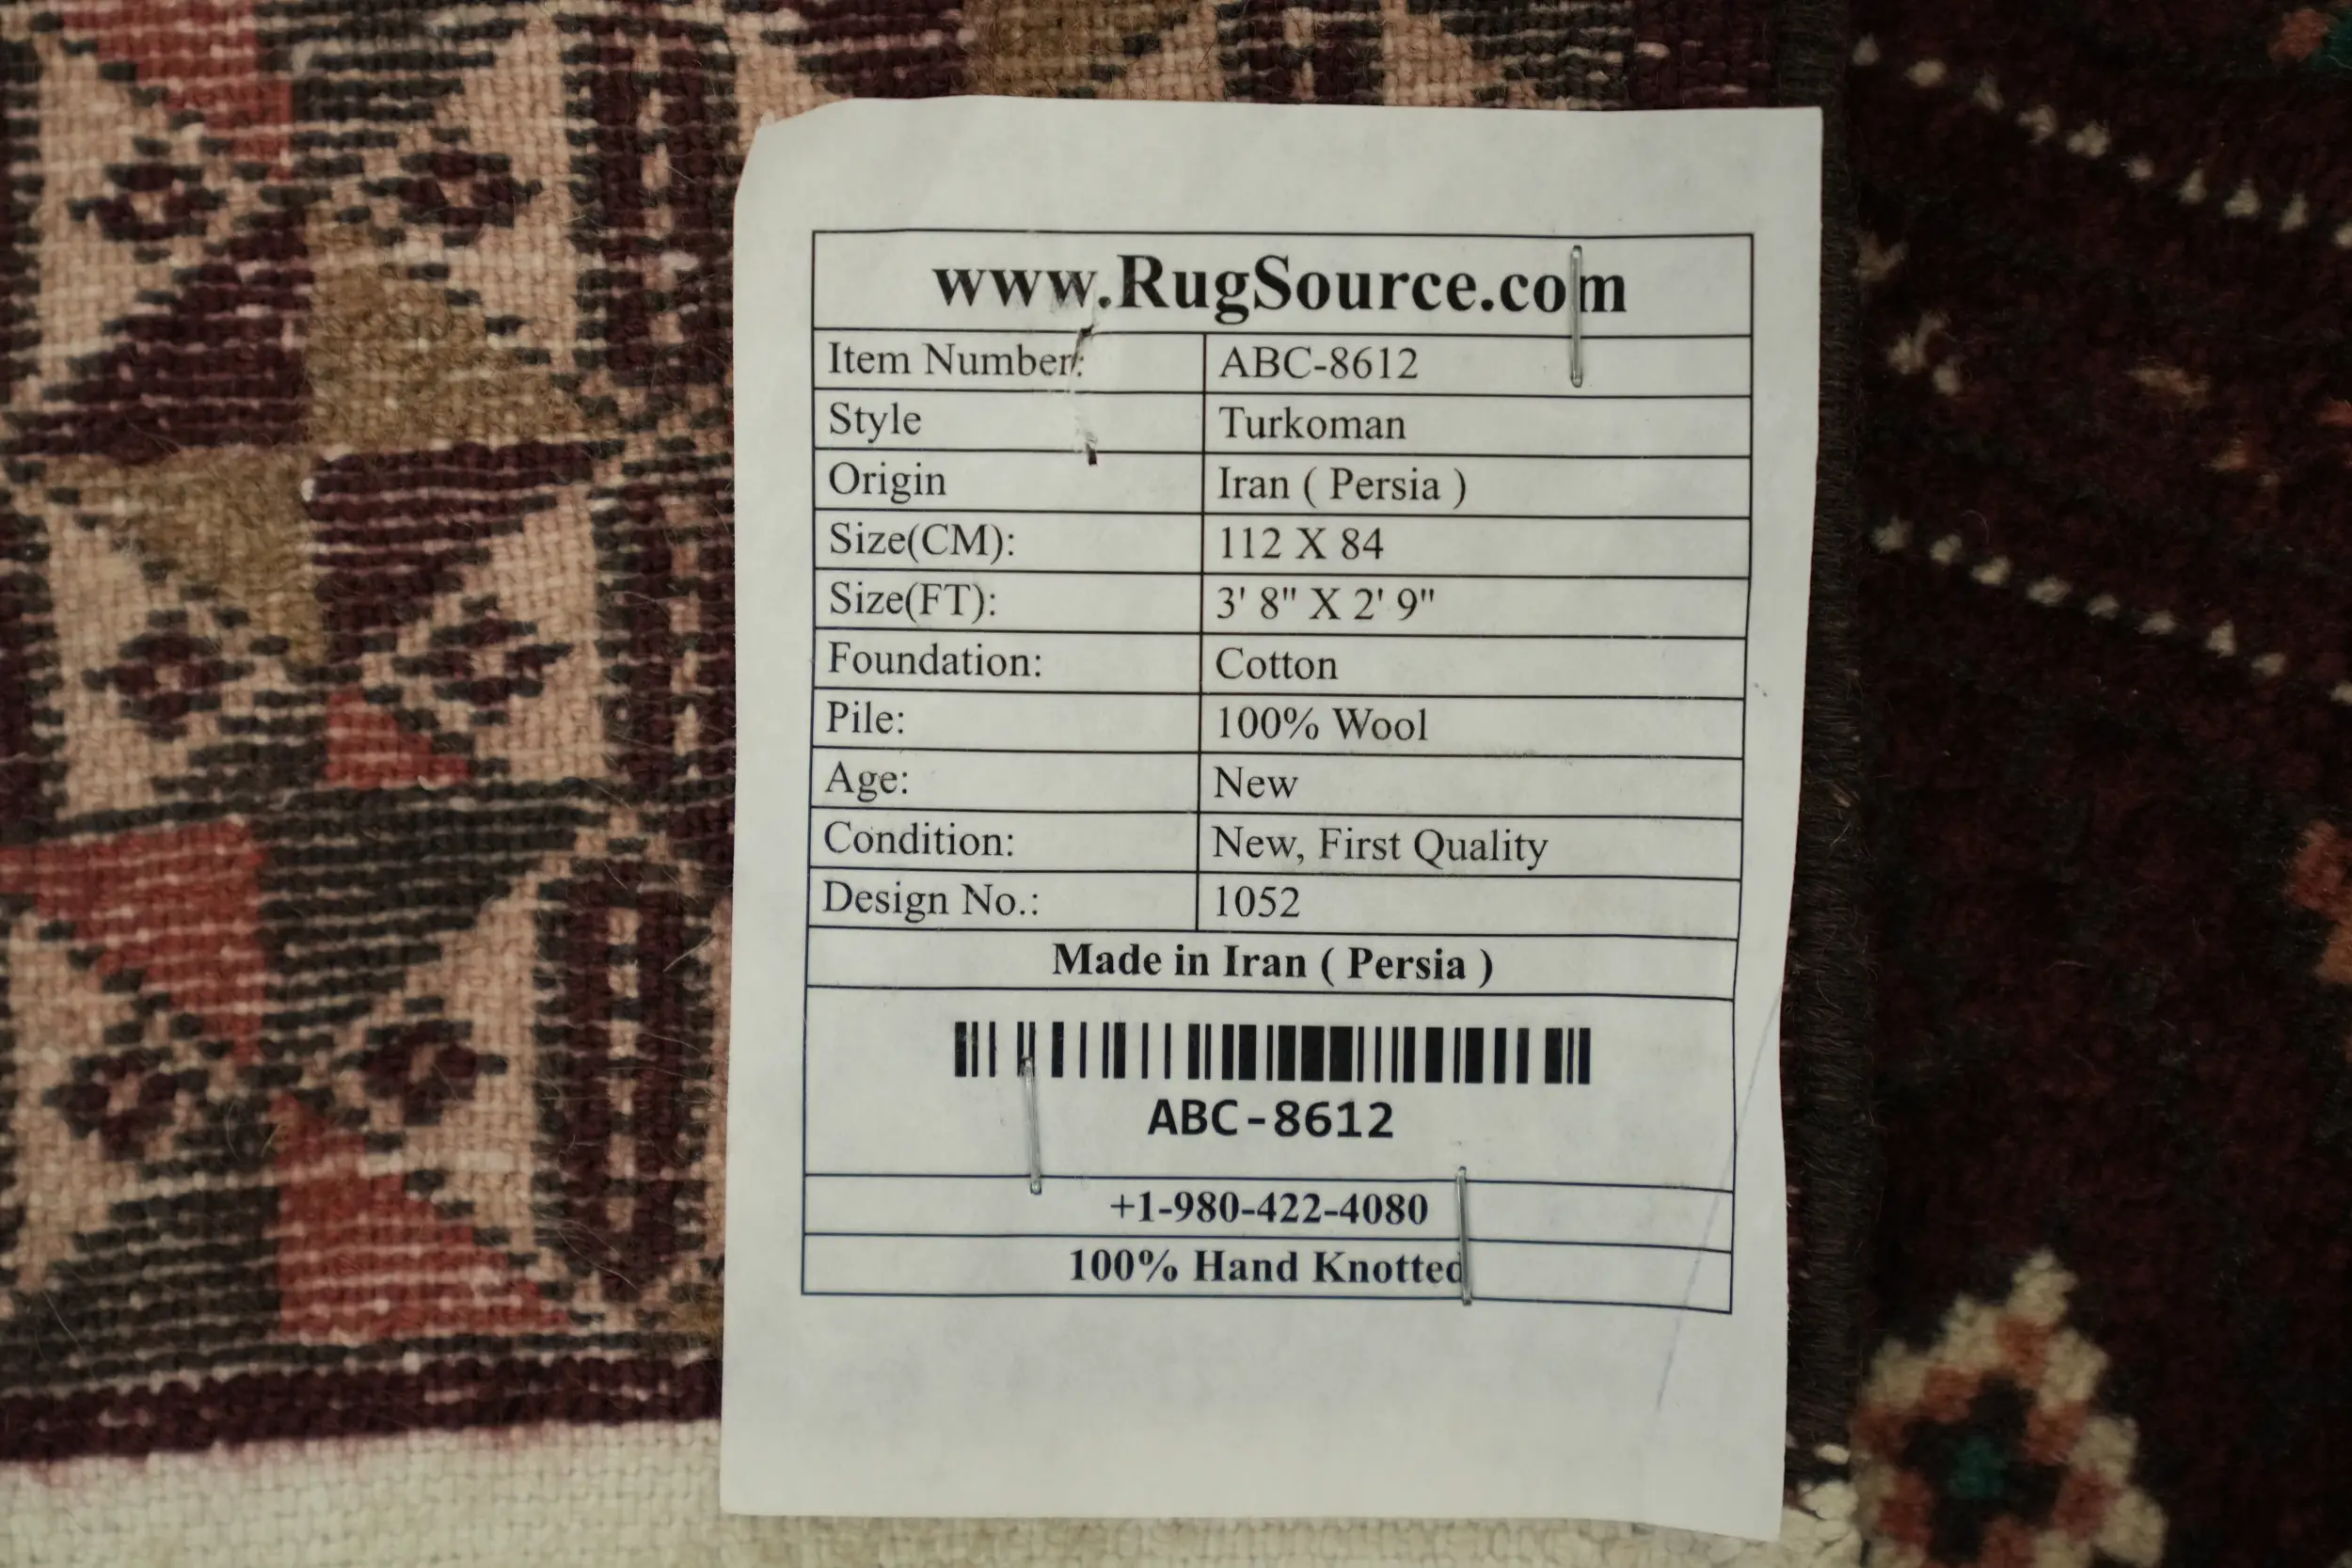 www.RugSource.com
Item Number: ABC-8612
Style Turkoman
Origin Iran ( Persia )
Size(CM): 112 X 84
Size(FT): 3' 8" X 2' 9"
Foundation: Cotton
Pile: 100% Wool
Age: New
Condition: New, First Quality
Design No.: 1052
Made in Iran ( Persia )
ABC-8612
+1-980-422-4080
100% Hand Knotted